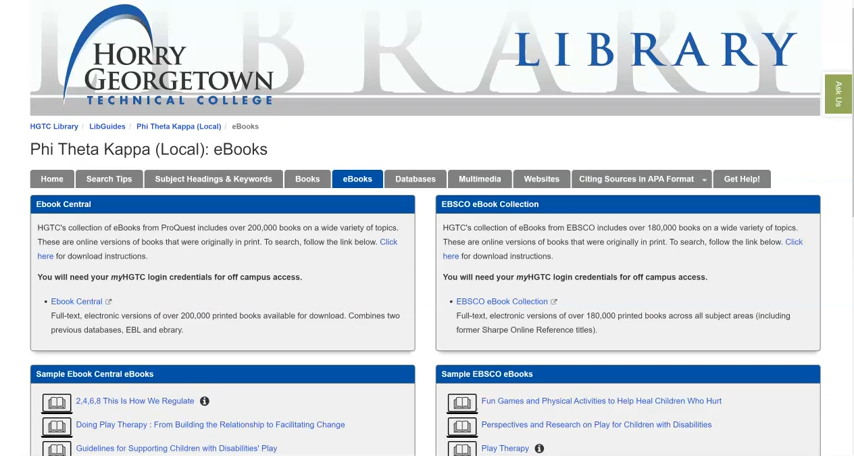 LIBRARY
HORRY
GEORGETOWN
TECHNICAL COLLEGE
LIBRARY
Ask Us
HGTC Library / LibGuides / Phi Theta Kappa (Local) / eBooks
Phi Theta Kappa (Local): eBooks
Home Search Tips Subject Headings & Keywords Books eBooks Databases Multimedia Websites Citing Sources in APA Format Get Help!
Ebook Central
HGTC's collection of eBooks from ProQuest includes over 200,000 books on a wide variety of topics.
These are online versions of books that were originally in print. To search, follow the link below. Click
here for download instructions.
You will need your myHGTC login credentials for off campus access.
• Ebook Central
Full-text, electronic versions of over 200,000 printed books available for download. Combines two
previous databases, EBL and ebrary.
EBSCO eBook Collection
HGTC's collection of eBooks from EBSCO includes over 180,000 books on a wide variety of topics.
These are online versions of books that were originally in print. To search, follow the link below. Click
here for download instructions.
You will need your myHGTC login credentials for off campus access.
• EBSCO eBook Collection
Full-text, electronic versions of over 180,000 printed books across all subject areas (including
former Sharpe Online Reference titles).
Sample Ebook Central eBooks
2,4,6,8 This Is How We Regulate
Doing Play Therapy : From Building the Relationship to Facilitating Change
Guidelines for Supporting Children with Disabilities' Play
Sample EBSCO eBooks
Fun Games and Physical Activities to Help Heal Children Who Hurt
Perspectives and Research on Play for Children with Disabilities
Play Therapy